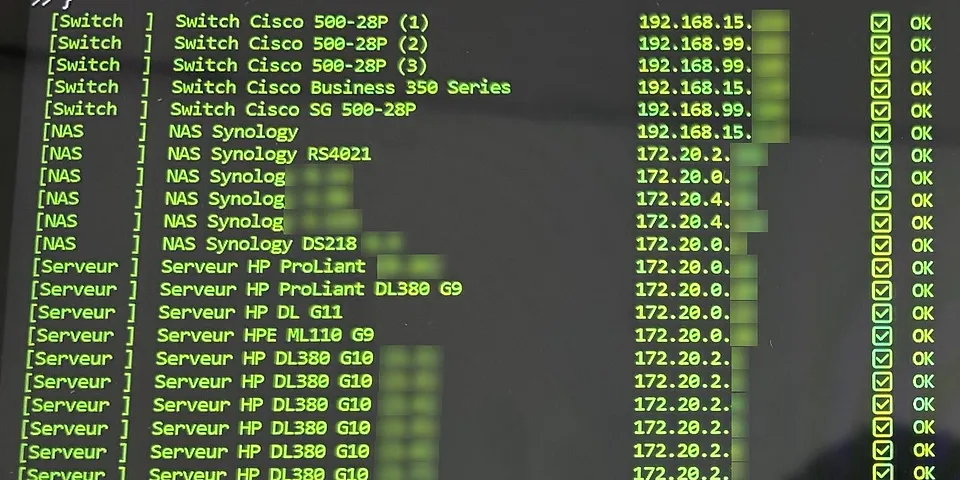 [Switch ] Switch Cisco 500-28P (1) 192.168.15. ☑ OK
[Switch ] Switch Cisco 500-28P (2) 192.168.99. ☑ OK
[Switch ] Switch Cisco 500-28P (3) 192.168.99. ☑ OK
[Switch ] Switch Cisco Business 350 Series 192.168.15. ☑ OK
[Switch ] Switch Cisco SG 500-28P 192.168.99. ☑ OK
[NAS ] NAS Synology 192.168.15. ☑ OK
[NAS ] NAS Synology RS4021 172.20.2. ☑ OK
[NAS ] NAS Synolog 172.20.0. ☑ OK
[NAS ] NAS Synolog 172.20.4. ☑ OK
[NAS ] NAS Synolog 172.20.4. ☑ OK
[NAS ] NAS Synology DS218 172.20.0. ☑ OK
[Serveur ] Serveur HP ProLiant 172.20.0. ☑ OK
[Serveur ] Serveur HP ProLiant DL380 G9 172.20.0. ☑ OK
[Serveur ] Serveur HP DL G11 172.20.0. ☑ OK
[Serveur ] Serveur HPE ML110 G9 172.20.0. ☑ OK
[Serveur ] Serveur HP DL380 G10 172.20.2. ☑ OK
[Serveur ] Serveur HP DL380 G10 172.20.2. ☑ OK
[Serveur ] Serveur HP DL380 G10 172.20.2. ☑ OK
[Serveur ] Serveur HP DL380 G10 172.20.2. ☑ OK
[Serveur ] Serveur HP DL380 G10 172.20.2. ☑ OK
[Serveur ] Serveur HP DL380 G10 172.20.2. ☑ OK